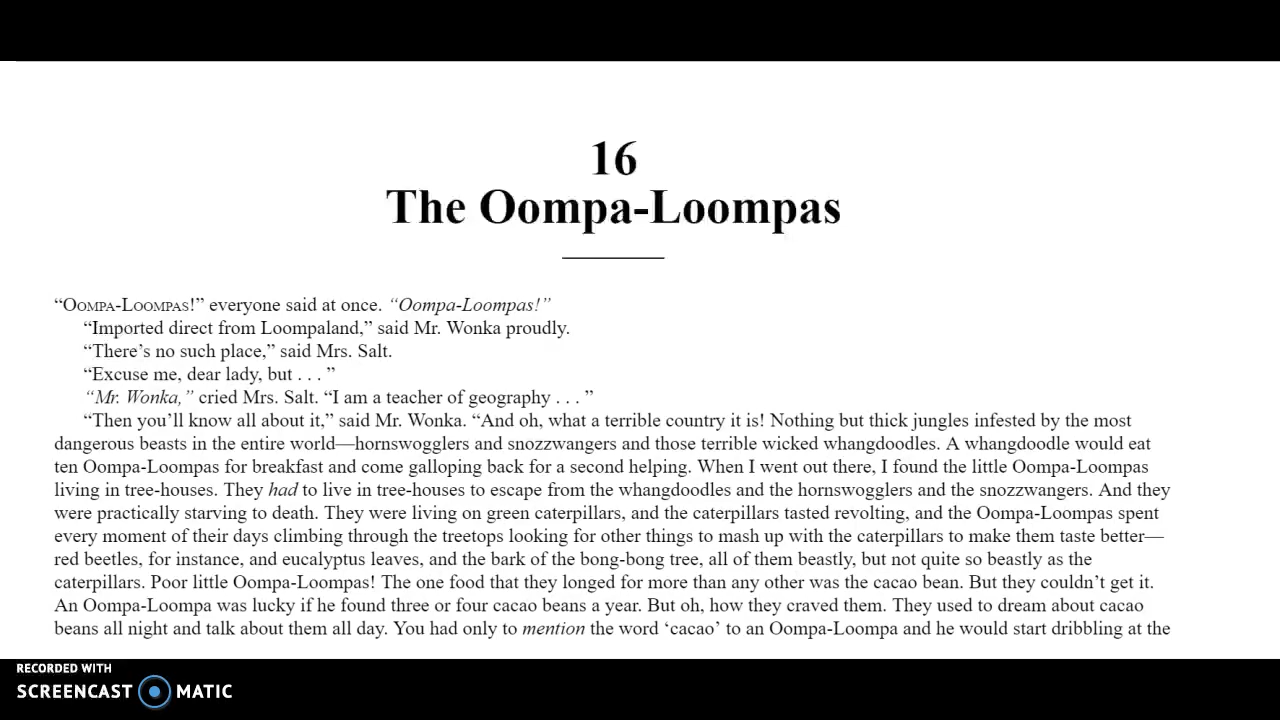 16
The Oompa-Loompas
“OOMPA-LOOMPAS!” everyone said at once. “Oompa-Loompas!”
“Imported direct from Loompaland,” said Mr. Wonka proudly.
“There’s no such place,” said Mrs. Salt.
“Excuse me, dear lady, but . . . ”
“Mr. Wonka,” cried Mrs. Salt. “I am a teacher of geography . . . ”
“Then you’ll know all about it,” said Mr. Wonka. “And oh, what a terrible country it is! Nothing but thick jungles infested by the most
dangerous beasts in the entire world—hornswogglers and snozzwangers and those terrible wicked whangdoodles. A whangdoodle would eat
ten Oompa-Loompas for breakfast and come galloping back for a second helping. When I went out there, I found the little Oompa-Loompas
living in tree-houses. They had to live in tree-houses to escape from the whangdoodles and the hornswogglers and the snozzwangers. And they
were practically starving to death. They were living on green caterpillars, and the caterpillars tasted revolting, and the Oompa-Loompas spent
every moment of their days climbing through the treetops looking for other things to mash up with the caterpillars to make them taste better—
red beetles, for instance, and eucalyptus leaves, and the bark of the bong-bong tree, all of them beastly, but not quite so beastly as the
caterpillars. Poor little Oompa-Loompas! The one food that they longed for more than any other was the cacao bean. But they couldn’t get it.
An Oompa-Loompa was lucky if he found three or four cacao beans a year. But oh, how they craved them. They used to dream about cacao
beans all night and talk about them all day. You had only to mention the word ‘cacao’ to an Oompa-Loompa and he would start dribbling at the
RECORDED WITH
SCREENCAST MATIC